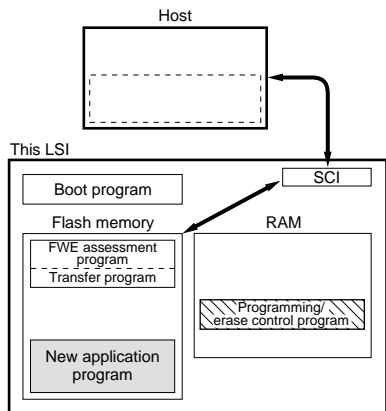 Host
This LSI
Boot program
SCI
Flash memory
RAM
FWE assessment
program
Transfer program
Programming/
erase control program
New application
program